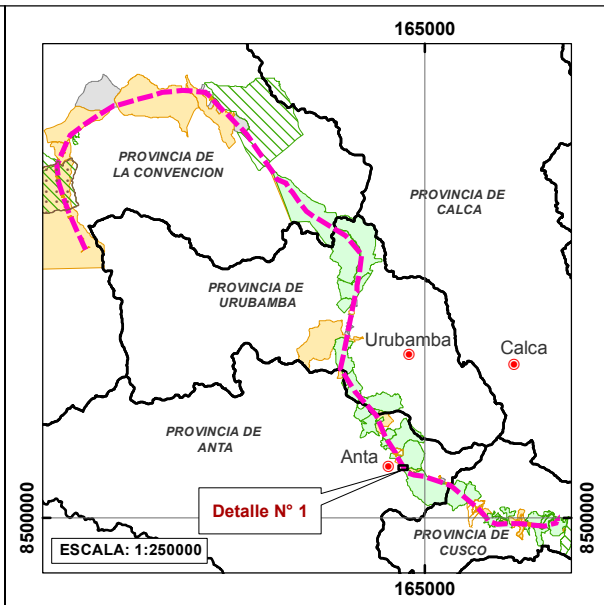 165000
PROVINCIA DE
LA CONVENCION
PROVINCIA DE
CALCA
PROVINCIA DE
URUBAMBA
Urubamba
Calca
PROVINCIA DE
ANTA
Anta
Detalle N° 1
8500000
8500000
PROVINCIA DE
CUSCO
ESCALA: 1:250000
165000